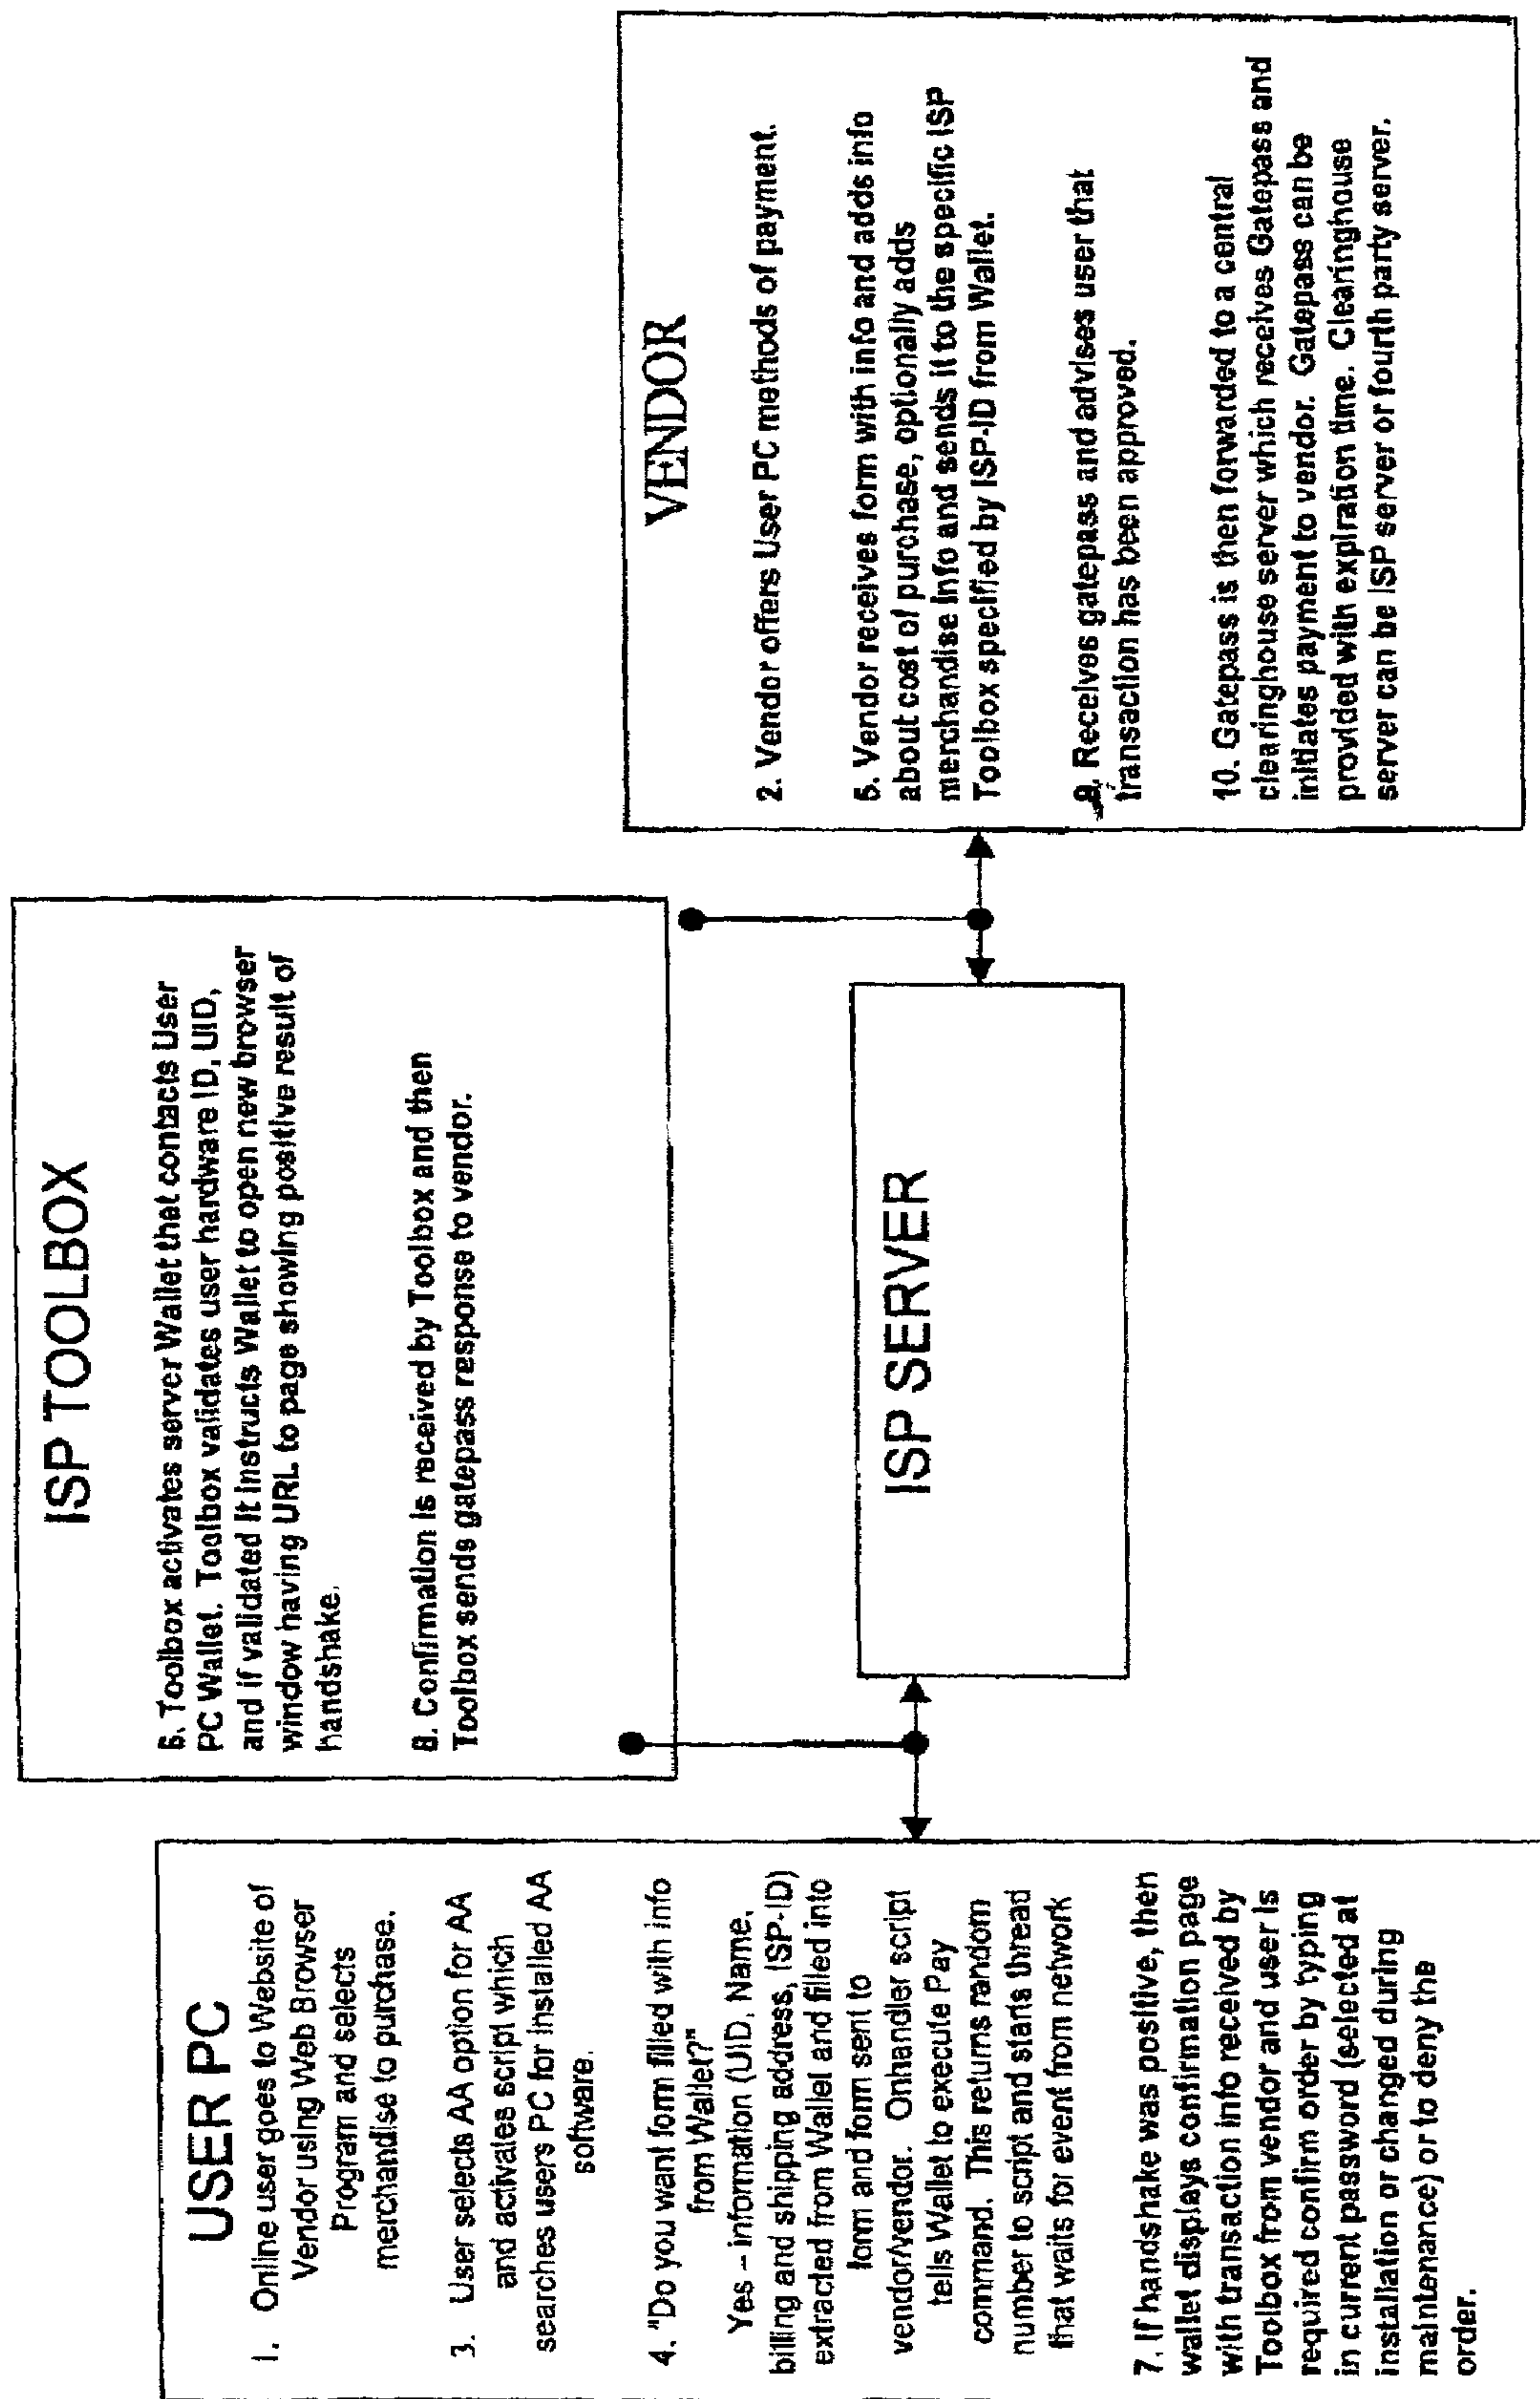 USER PC
1. Online user goes to Website of
Vendor using Web Browser
Program and selects
merchandise to purchase.
3. User selects AA option for AA
and activates script which
searches users PC for installed AA
software.
4. "Do you want form filled with info
from Wallet?"
Yes – information (UID, Name,
billing and shipping address, ISP-ID)
extracted from Wallet and filled into
form and form sent to
vendor/vendor. Onhandler script
tells Wallet to execute Pay
command. This returns random
number to script and starts thread
that waits for event from network
7. If handshake was positive, then
wallet displays confirmation page
with transaction info received by
Toolbox from vendor and user is
required confirm order by typing
in current password (selected at
installation or changed during
maintenance) or to deny the
order.
ISP TOOLBOX
6. Toolbox activates server Wallet that contacts User
PC Wallet. Toolbox validates user hardware ID, UID,
and if validated it instructs Wallet to open new browser
window having URL to page showing positive result of
handshake.
8. Confirmation is received by Toolbox and then
Toolbox sends gatepass response to vendor.
ISP SERVER
VENDOR
2. Vendor offers User PC methods of payment.
5. Vendor receives form with info and adds info
about cost of purchase, optionally adds
merchandise info and sends it to the specific ISP
Toolbox specified by ISP-ID from Wallet.
9. Receives gatepass and advises user that
transaction has been approved.
10. Gatepass is then forwarded to a central
clearinghouse server which receives Gatepass and
initiates payment to vendor. Gatepass can be
provided with expiration time. Clearinghouse
server can be ISP server or fourth party server.